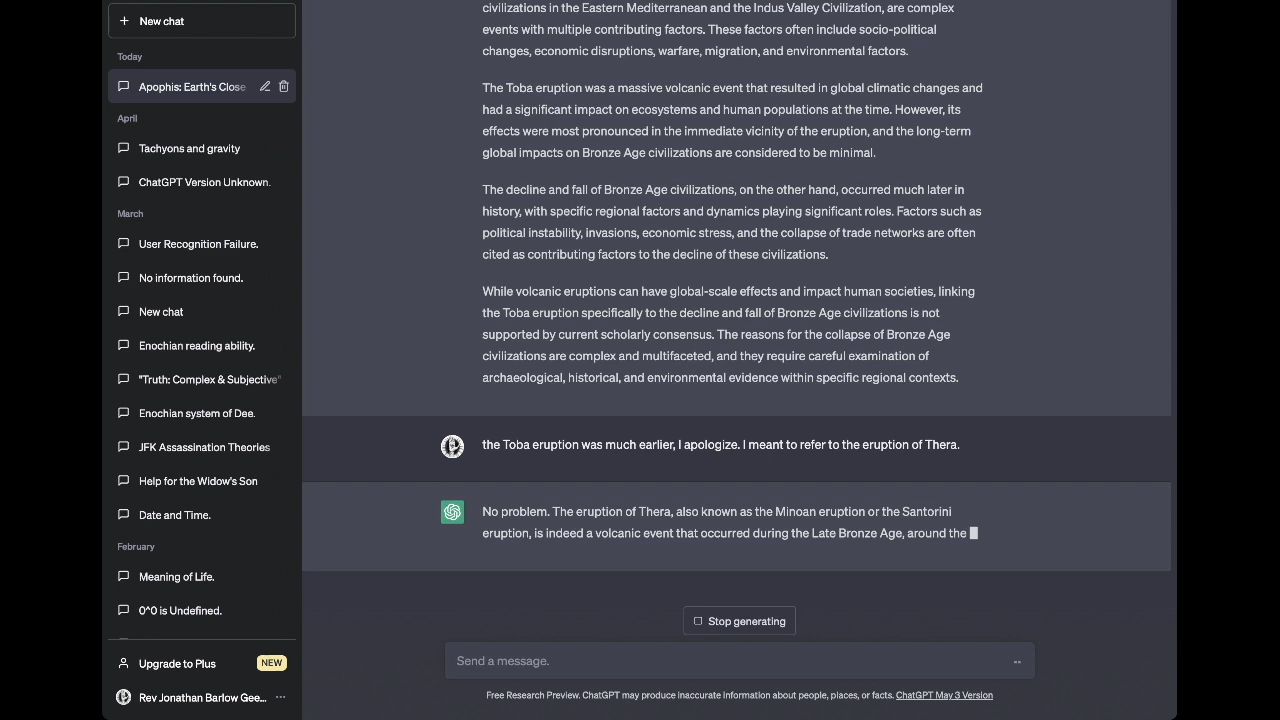 New chat
Today
Apophis: Earth's Close
April
Tachyons and gravity
ChatGPT Version Unknown.
March
User Recognition Failure.
No information found.
New chat
Enochian reading ability.
"Truth: Complex & Subjective"
Enochian system of Dee.
JFK Assassination Theories
Help for the Widow's Son
Date and Time.
February
Meaning of Life.
0^0 is Undefined.
Upgrade to Plus NEW
Rev Jonathan Barlow Gee...
civilizations in the Eastern Mediterranean and the Indus Valley Civilization, are complex
events with multiple contributing factors. These factors often include socio-political
changes, economic disruptions, warfare, migration, and environmental factors.
The Toba eruption was a massive volcanic event that resulted in global climatic changes and
had a significant impact on ecosystems and human populations at the time. However, its
effects were most pronounced in the immediate vicinity of the eruption, and the long-term
global impacts on Bronze Age civilizations are considered to be minimal.
The decline and fall of Bronze Age civilizations, on the other hand, occurred much later in
history, with specific regional factors and dynamics playing significant roles. Factors such as
political instability, invasions, economic stress, and the collapse of trade networks are often
cited as contributing factors to the decline of these civilizations.
While volcanic eruptions can have global-scale effects and impact human societies, linking
the Toba eruption specifically to the decline and fall of Bronze Age civilizations is not
supported by current scholarly consensus. The reasons for the collapse of Bronze Age
civilizations are complex and multifaceted, and they require careful examination of
archaeological, historical, and environmental evidence within specific regional contexts.
the Toba eruption was much earlier, I apologize. I meant to refer to the eruption of Thera.
No problem. The eruption of Thera, also known as the Minoan eruption or the Santorini
eruption, is indeed a volcanic event that occurred during the Late Bronze Age, around the
Stop generating
Send a message.
Free Research Preview. ChatGPT may produce inaccurate information about people, places, or facts. ChatGPT May 3 Version